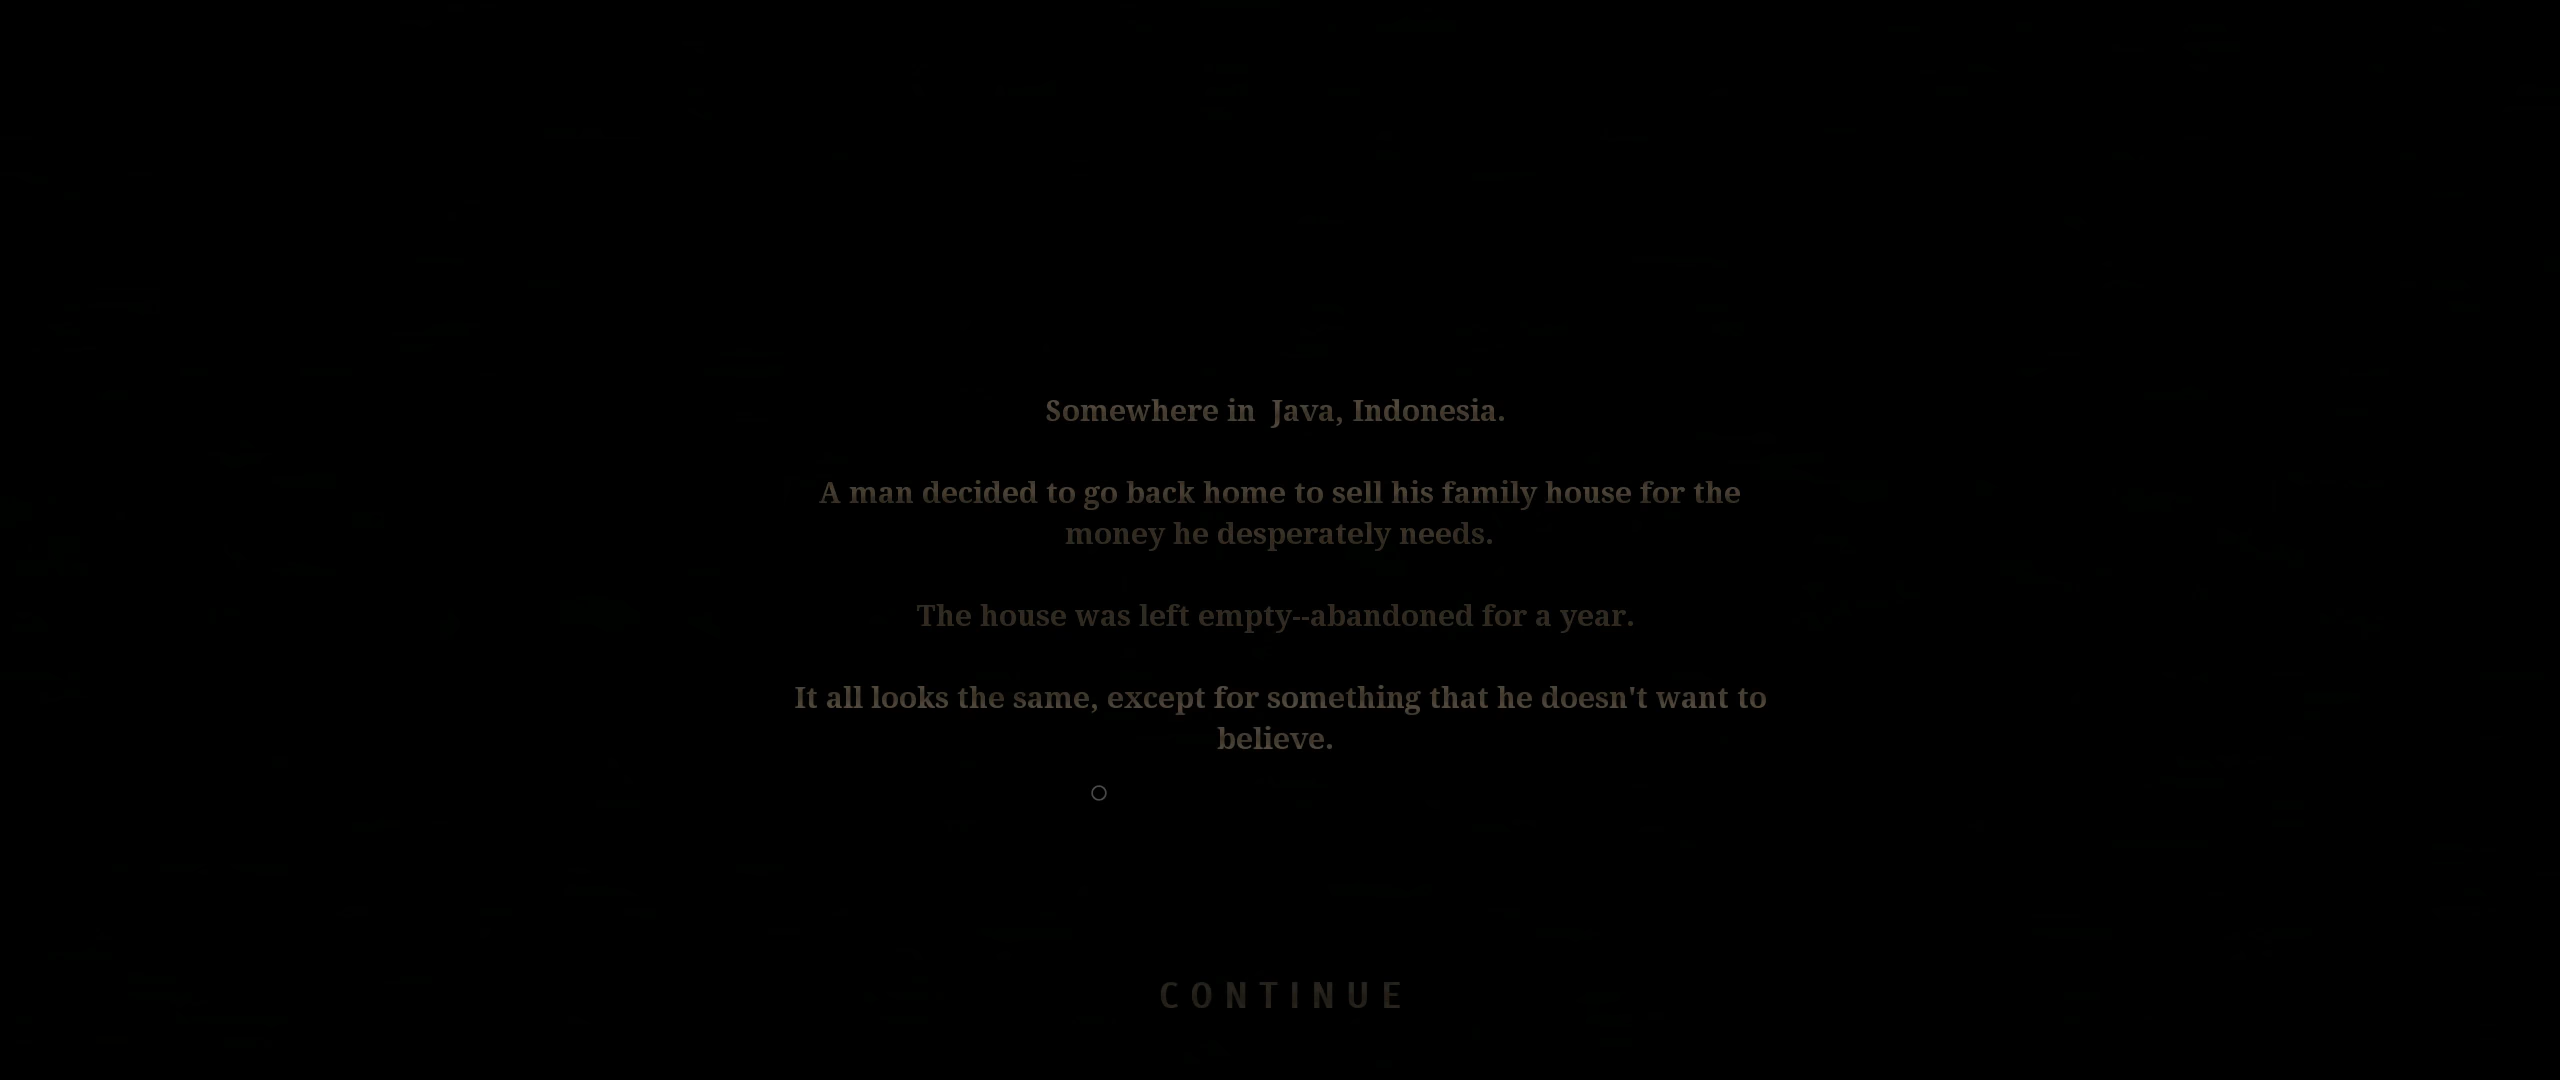 Somewhere in  Java, Indonesia.
A man decided to go back home to sell his family house for the
money he desperately needs.
The house was left empty--abandoned for a year.
It all looks the same, except for something that he doesn't want to
believe.
CONTINUE